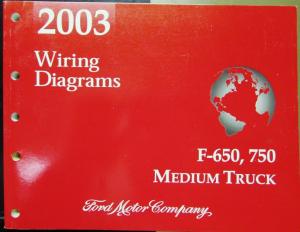 2003
Wiring
Diagrams
F-650, 750
MEDIUM TRUCK
Ford Motor Company